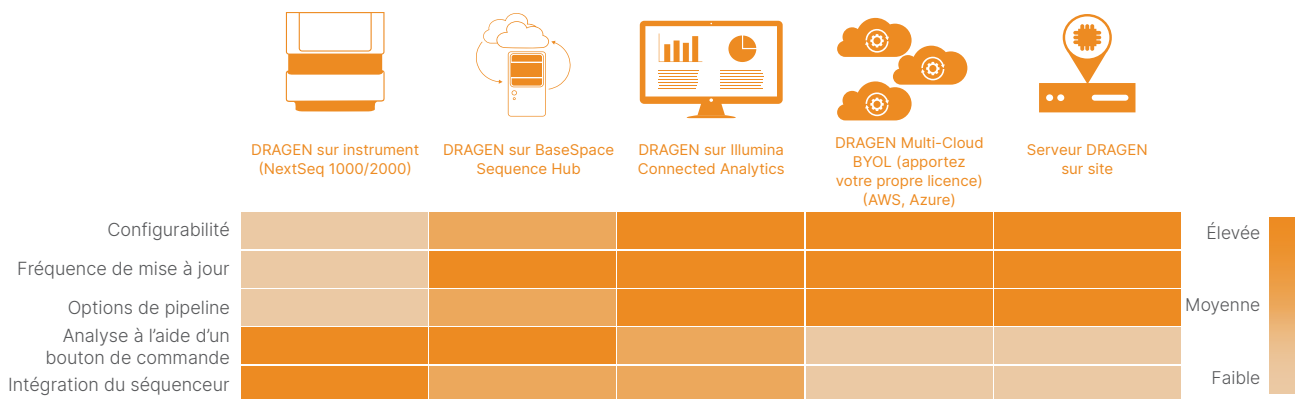 DRAGEN sur instrument
(NextSeq 1000/2000)
DRAGEN sur BaseSpace
Sequence Hub
DRAGEN sur Illumina
Connected Analytics
DRAGEN Multi-Cloud
BYOL (apportez
votre propre licence)
(AWS, Azure)
Serveur DRAGEN
sur site
Configurabilité
Fréquence de mise à jour
Options de pipeline
Analyse à l’aide d’un
bouton de commande
Intégration du séquenceur
Élevée
Moyenne
Faible